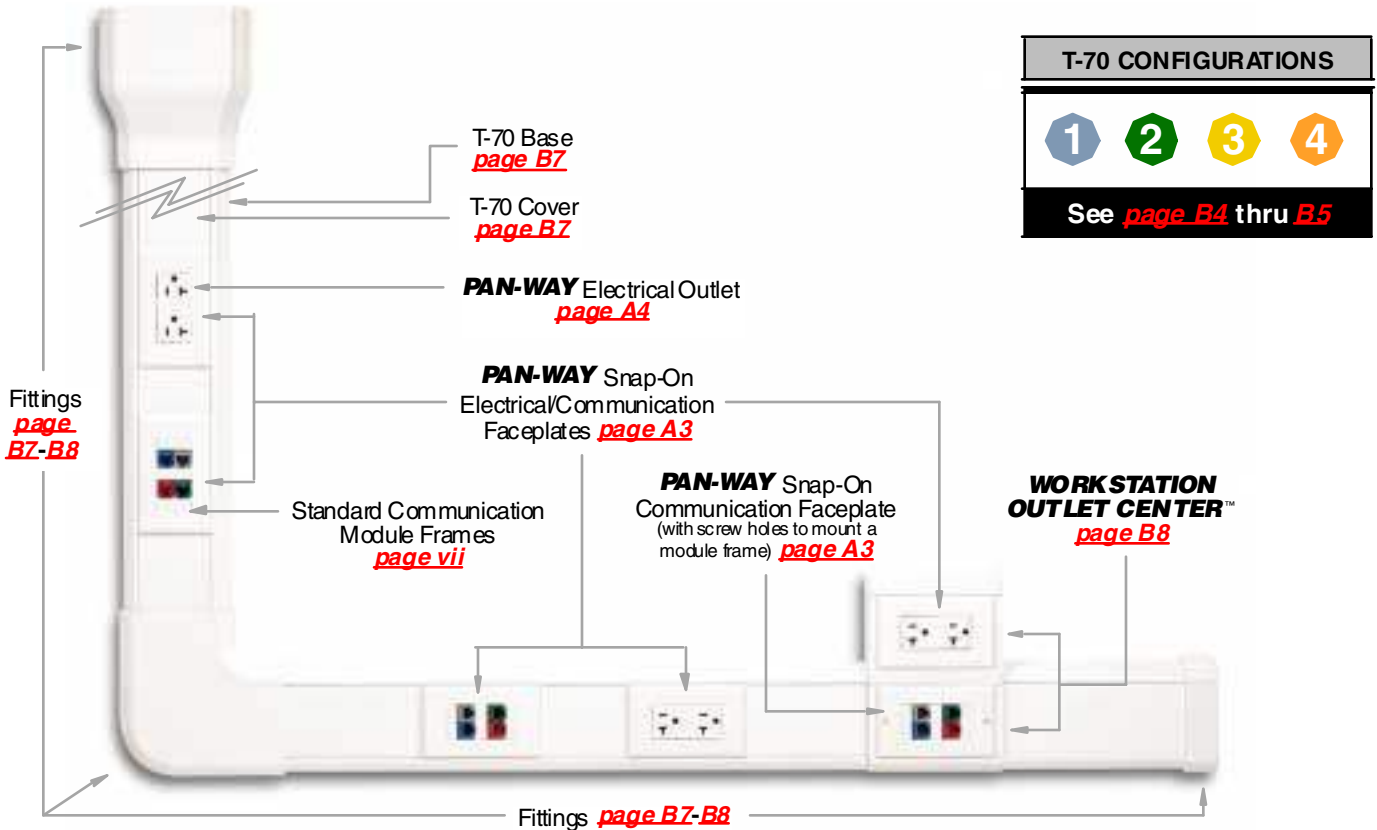 T-70 CONFIGURATIONS
1 2 3 4
See page B4 thru B5
T-70 Base
page B7
T-70 Cover
page B7
PAN-WAY Electrical Outlet
page A4
PAN-WAY Snap-On
Electrical/Communication
Faceplates page A3
Fittings
page
B7-B8
Standard Communication
Module Frames
page vii
PAN-WAY Snap-On
Communication Faceplate
(with screw holes to mount a
module frame) page A3
WORKSTATION
OUTLET CENTER™
page B8
Fittings page B7-B8